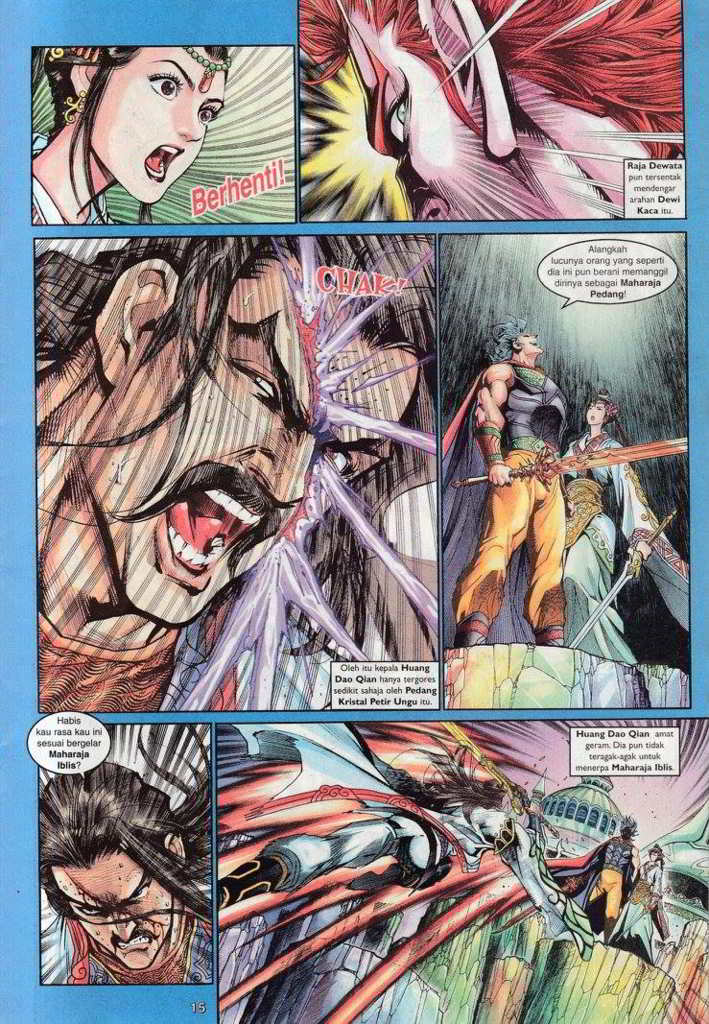 Berhenti!
Raja Dewata
pun tersentak
mendengar
arahan Dewi
Kaca itu.
CHAK!
Oleh itu kepala Huang
Dao Qian hanya tergores
sedikit sahaja oleh Pedang
Kristal Petir Ungu itu.
Alangkah
lucunya orang yang seperti
dia ini pun berani memanggil
dirinya sebagai Maharaja
Pedang!
Habis
kau rasa kau ini
sesuai bergelar
Maharaja
Iblis?
Huang Dao Qian amat
geram. Dia pun tidak
teragak-agak untuk
menerpa Maharaja Iblis.
15